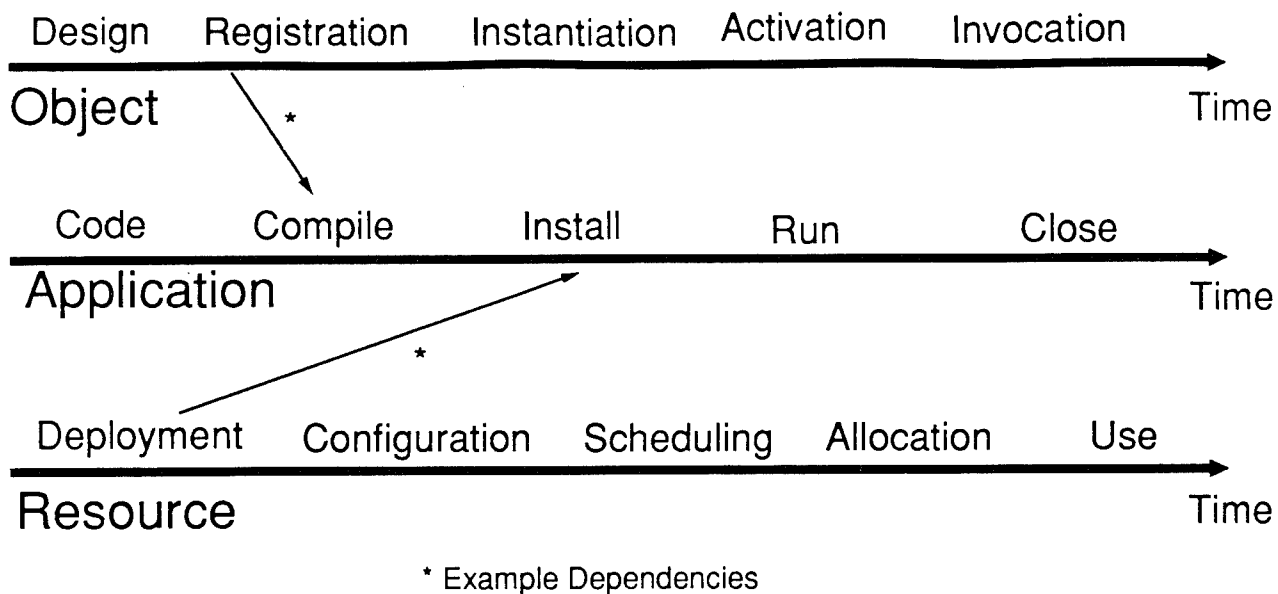 Design Registration Instantiation Activation Invocation
Object
Time
*
Code Compile Install Run Close
Application
Time
*
Deployment Configuration Scheduling Allocation Use
Resource
Time
* Example Dependencies